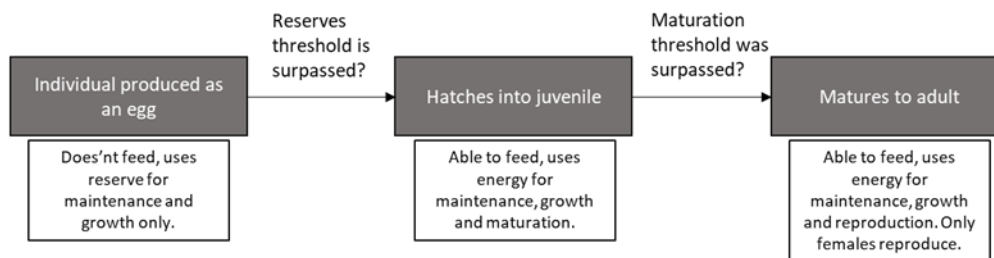 Reserves
threshold is
surpassed?
Maturation
threshold was
surpassed?
Individual produced as
an egg
Hatches into juvenile
Matures to adult
Does'nt feed, uses
reserve for
maintenance and
growth only.
Able to feed, uses
energy for
maintenance, growth
and maturation.
Able to feed, uses
energy for
maintenance, growth
and reproduction. Only
females reproduce.